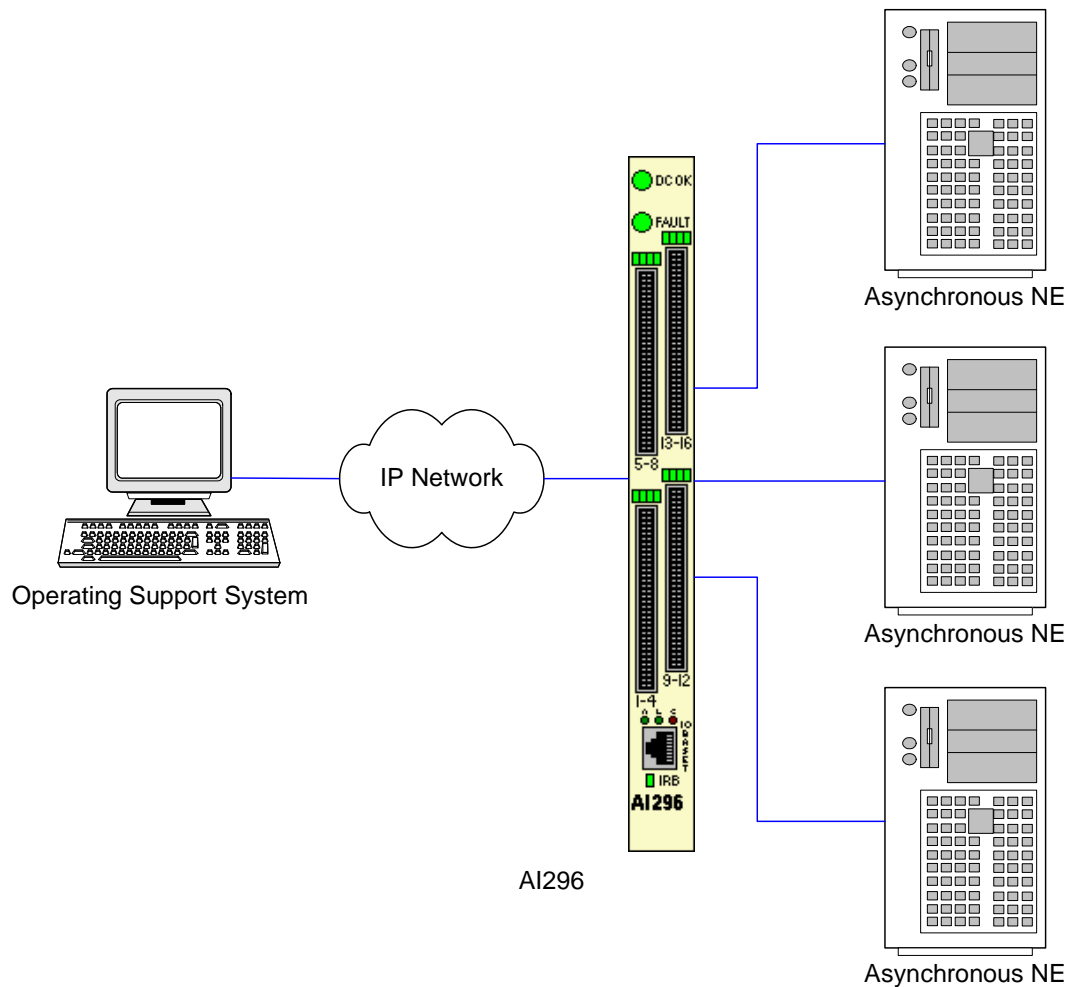 Asynchronous NE
DC OK
FAULT
13-16
5-8
IP Network
Operating Support System
Asynchronous NE
9-12
1-4
A L C
10BASET
IRB
AI296
AI296
Asynchronous NE